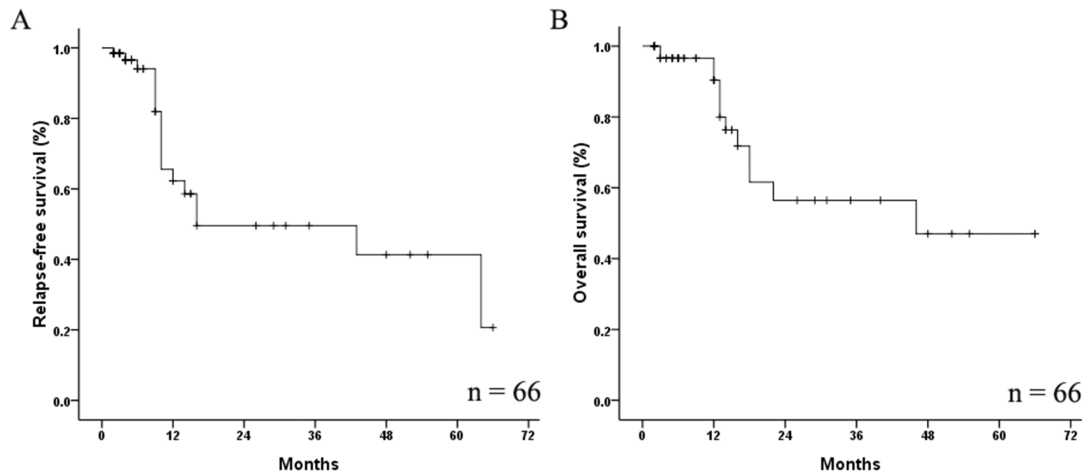 A
Relapse-free survival (%)
1.0
0.8
0.6
0.4
0.2
0.0
n = 66
0 12 24 36 48 60 72
Months
B
Overall survival (%)
1.0
0.8
0.6
0.4
0.2
0.0
n = 66
0 12 24 36 48 60 72
Months